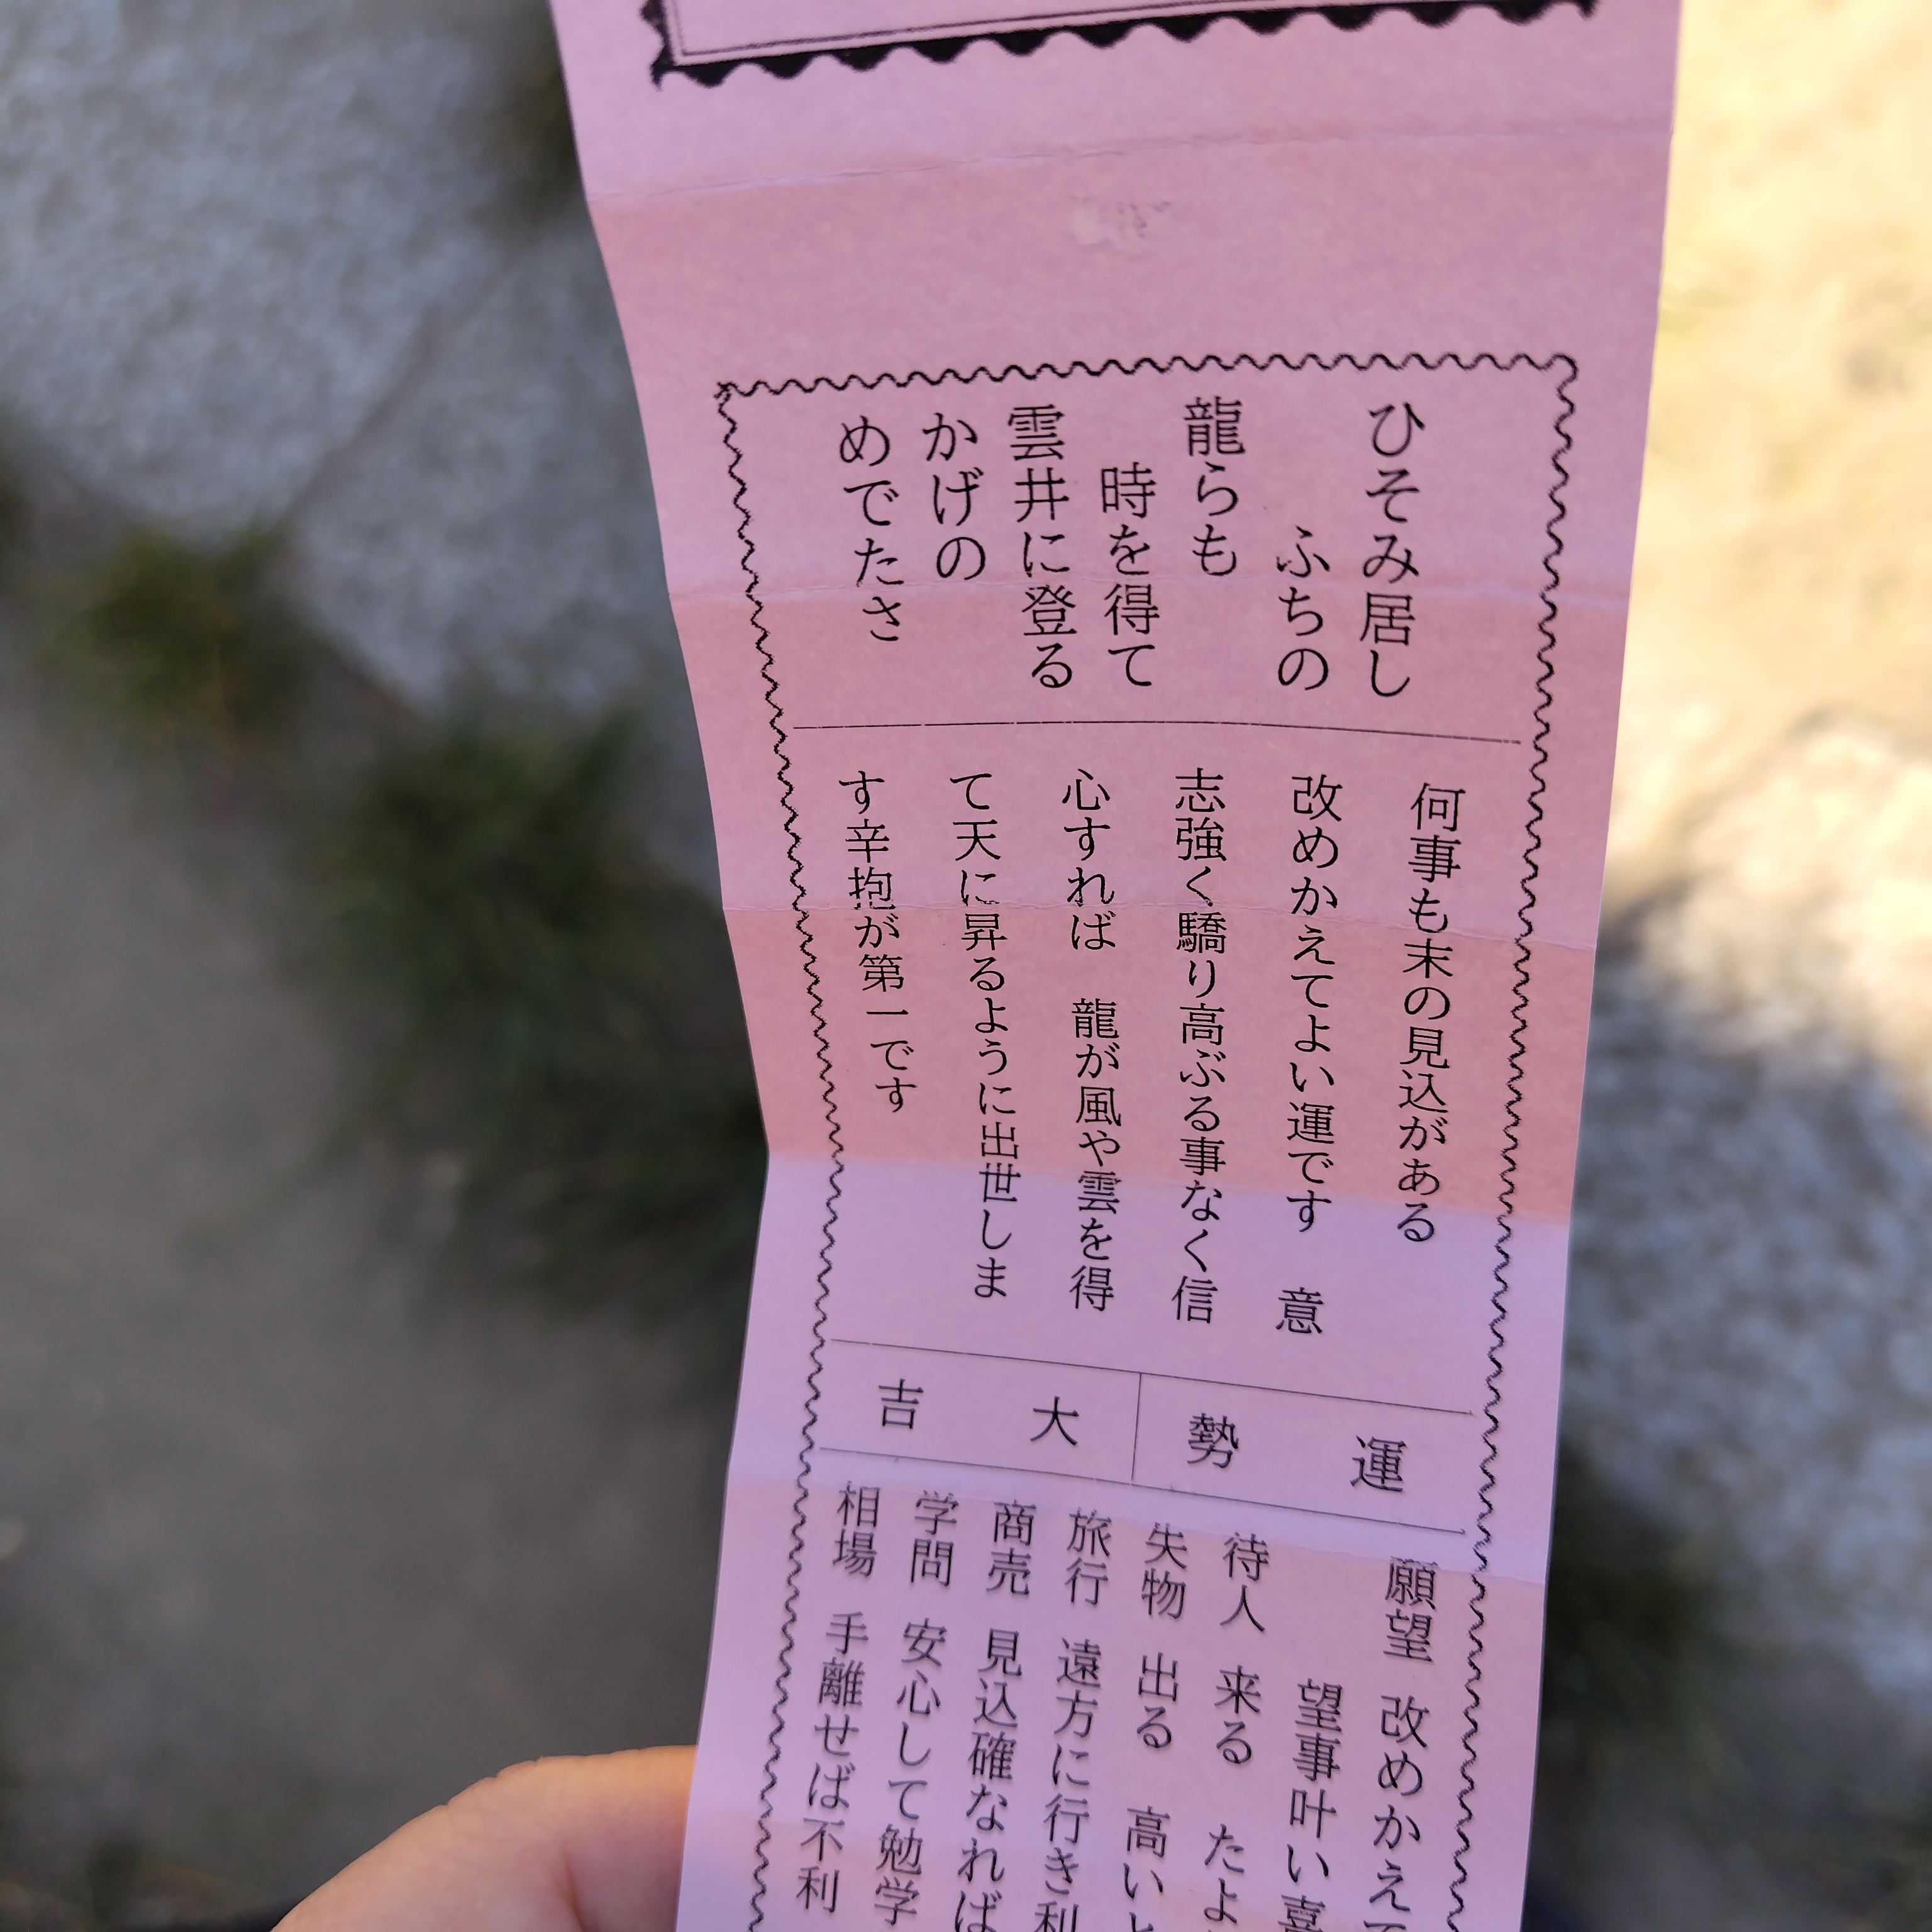 ひそみ居し
ふちの
龍らも
時を得て
雲井に登る
かげの
めでたさ
何事も末の見込がある
改めかえてよい運です　意
志強く驕り高ぶる事なく信
心すれば　龍が風や雲を得
て天に昇るように出世しま
す辛抱が第一です
運勢　大吉
願望　改めかえて
望事叶い喜
待人　来る　たよ
失物　出る　高い
旅行　遠方に行き利
商売　見込確なれば
学問　安心して勉学
相場　手離せば不利